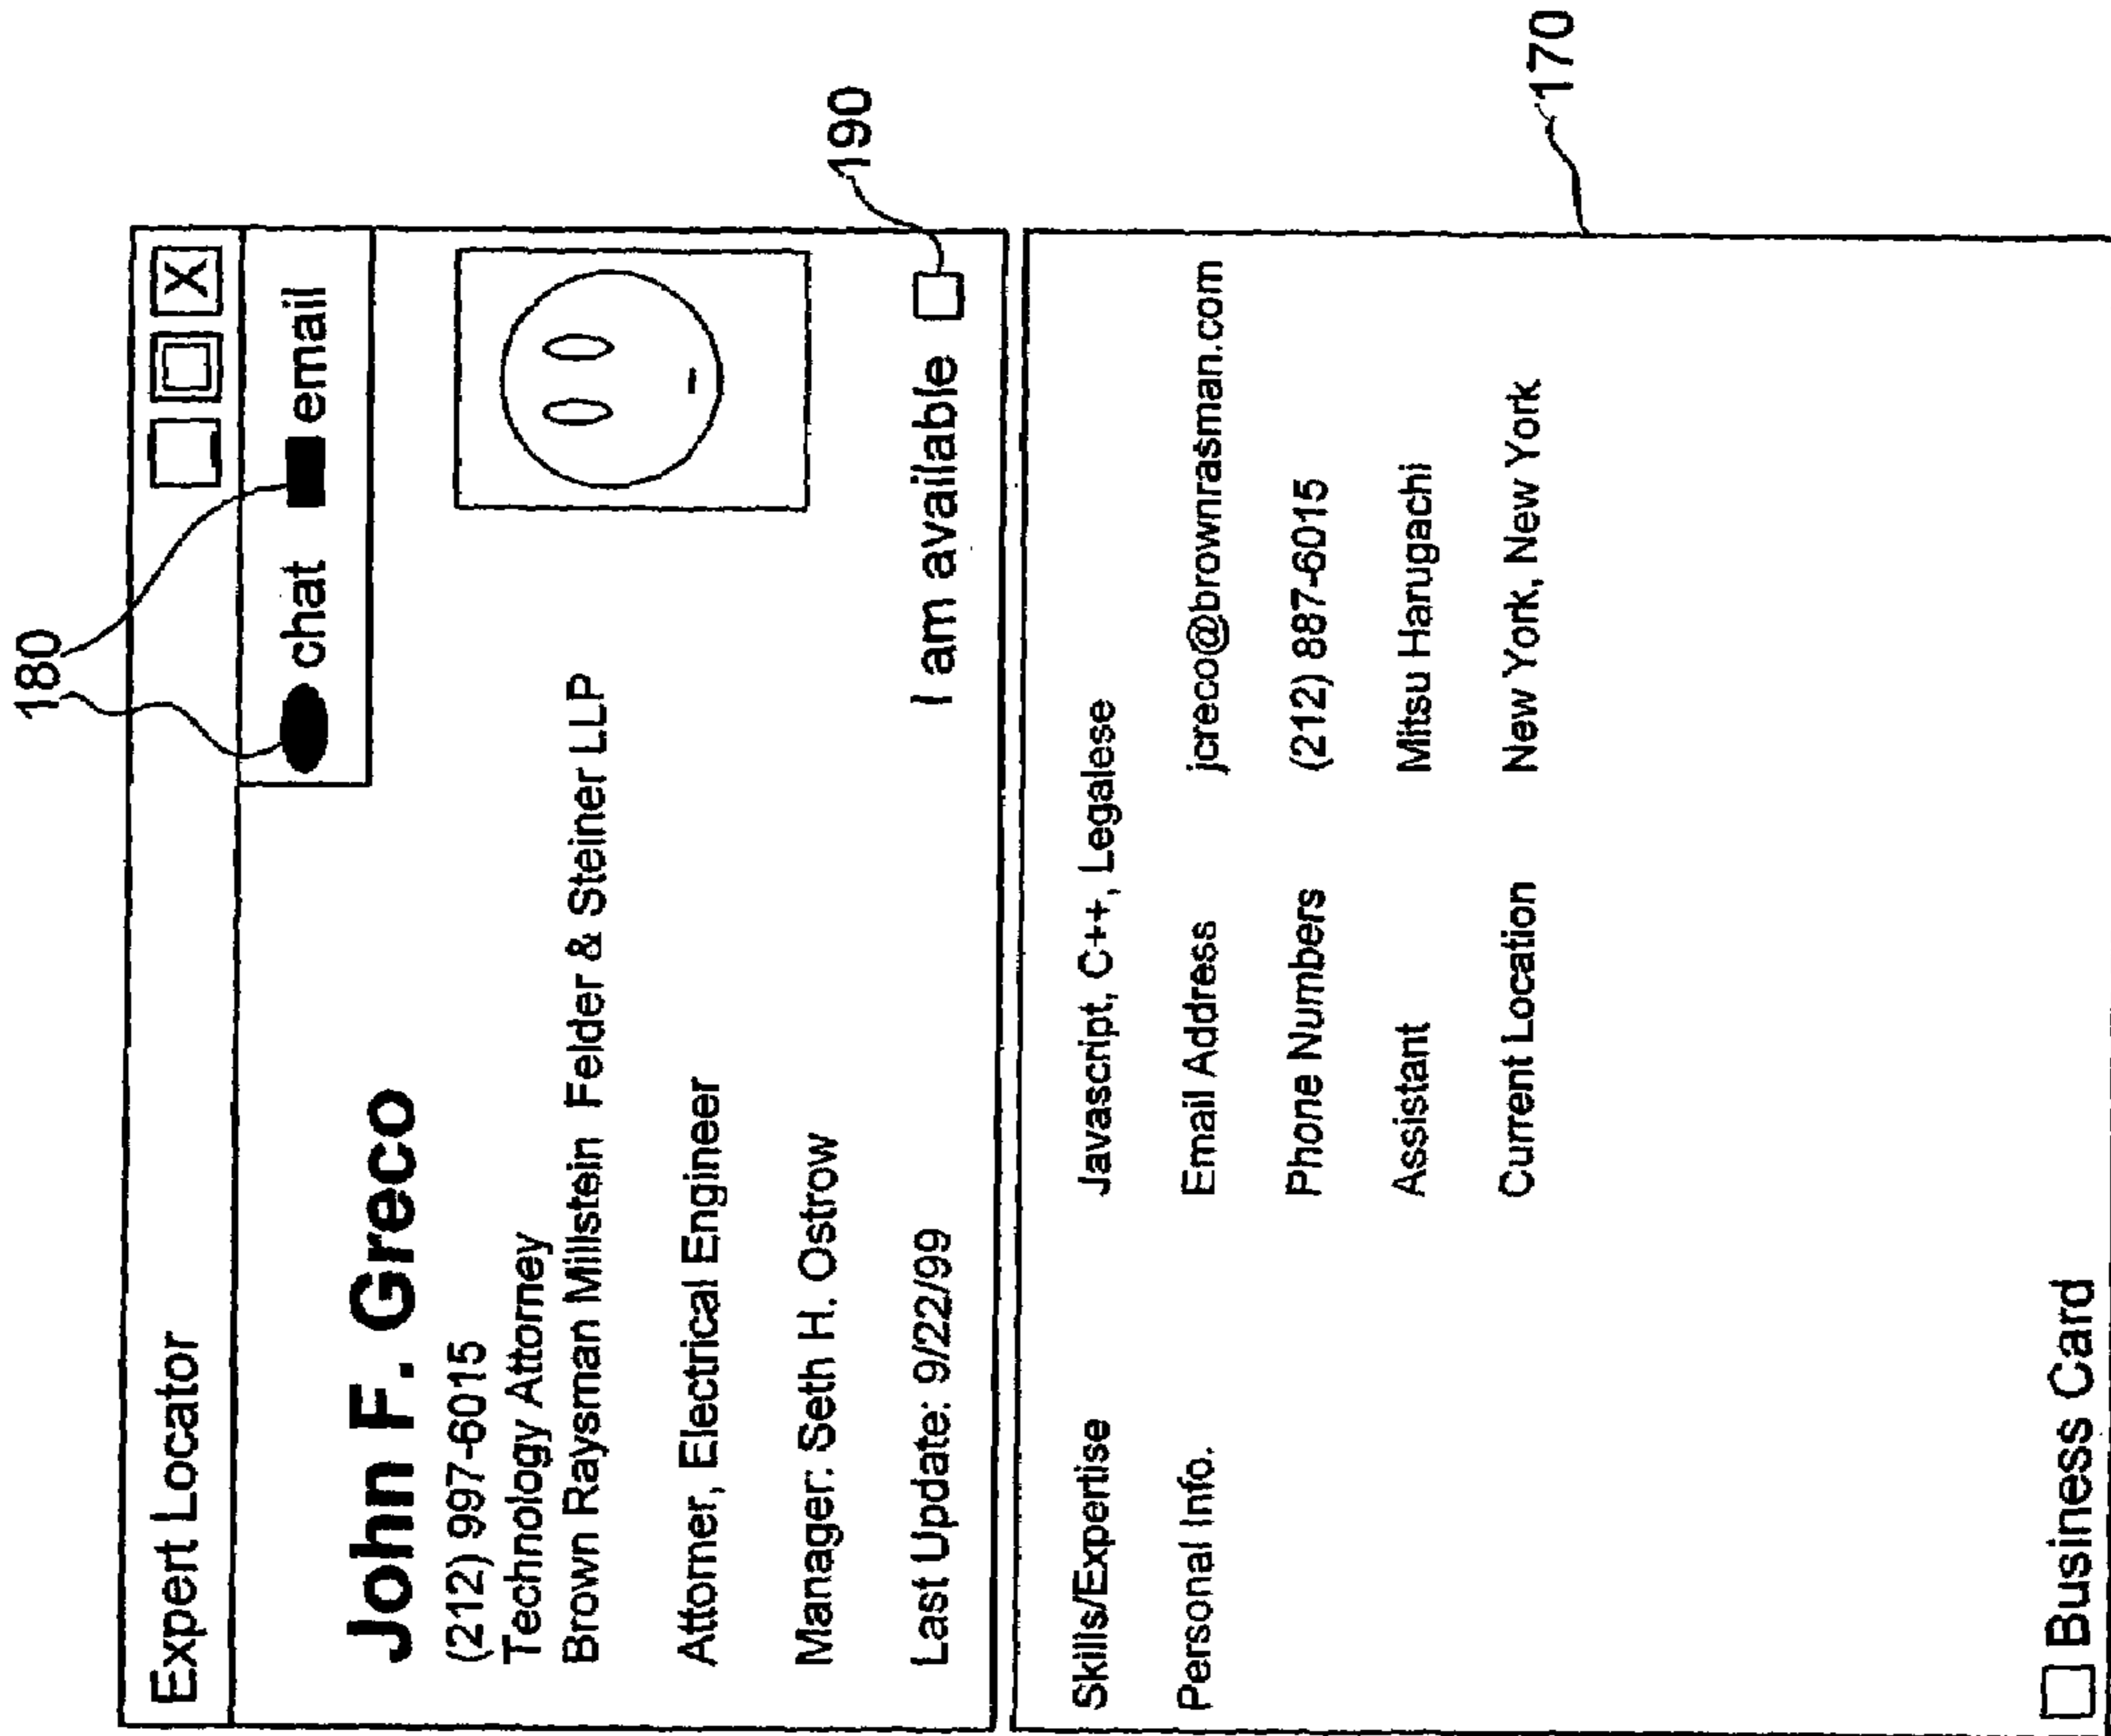 180
Expert Locator X
chat email
John F. Greco
(212) 997-6015
Technology Attorney
Brown Raysman Millstein Felder & Steiner LLP
Attorner, Electrical Engineer
Manager: Seth H. Ostrow
Last Update: 9/22/99 I am available
190
Skills/Expertise Javascript, C++, Legalese
Personal Info. Email Address jcreco@brownrasman.com
Phone Numbers (212) 887-6015
Assistant Mitsu Harugachi
Current Location New York, New York
170
Business Card